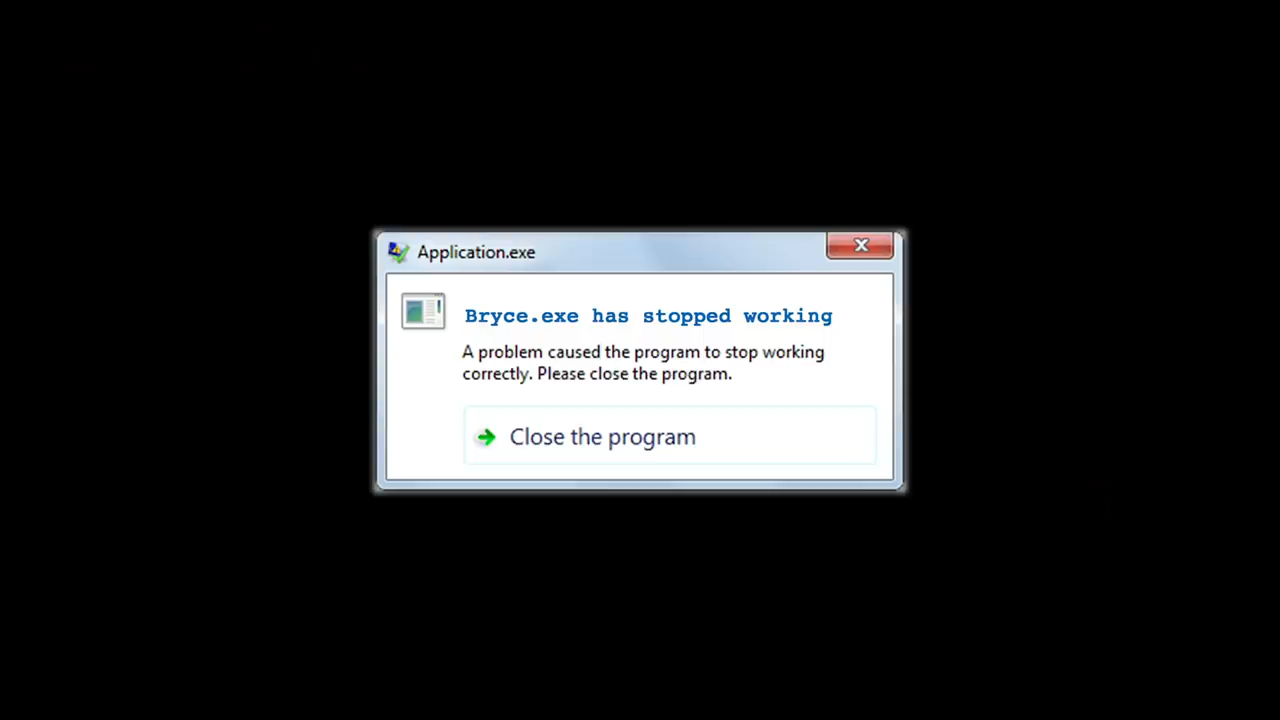 Application.exe
Bryce.exe has stopped working
A problem caused the program to stop working
correctly. Please close the program.
Close the program